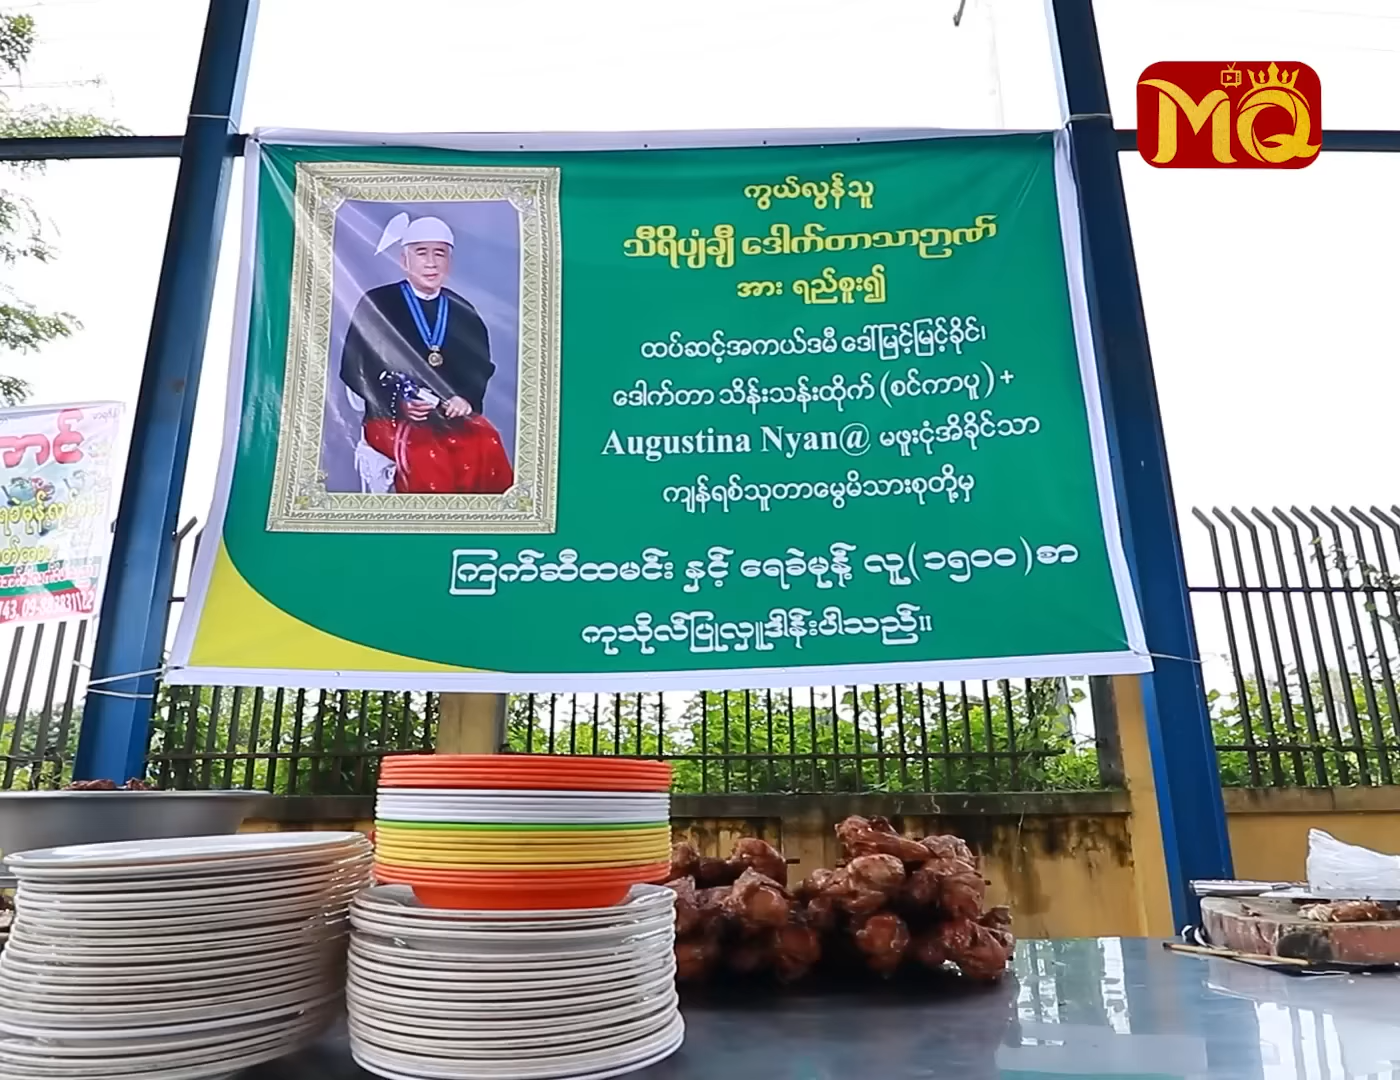 MQ
ကွယ်လွန်သူ
သီရိပျံချီ ဒေါက်တာသာဉာဏ်
အား ရည်စူး၍
ထပ်ဆင့်အကယ်ဒမီ ဒေါ်မြင့်မြင့်ခိုင်၊
ဒေါက်တာ သိန်းသန်းထိုက် (စင်ကာပူ) +
Augustina Nyan@ မဖူးငုံအိခိုင်သာ
ကျန်ရစ်သူတာမွေမိသားစုတို့မှ
ကြက်ဆီထမင်း နှင့် ရေခဲမုန့် လူ(၁၅၀၀)စာ
ကုသိုလ်ပြုလှူဒါန်းပါသည်။